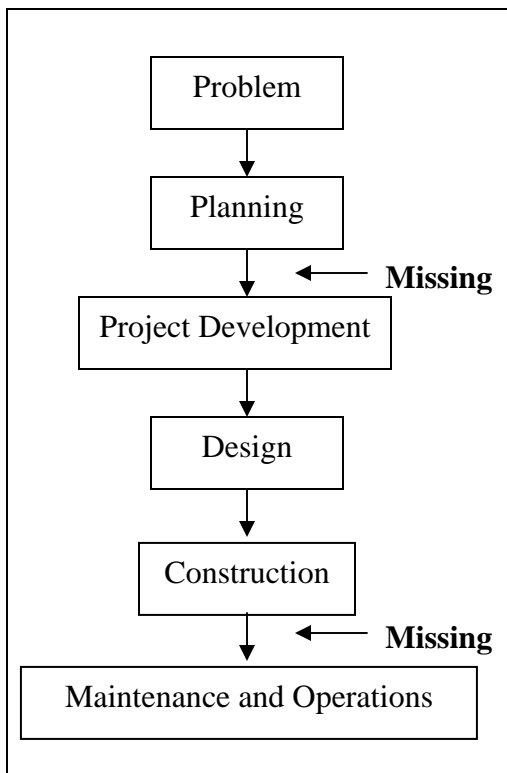 Problem
Planning
Missing
Project Development
Design
Construction
Missing
Maintenance and Operations